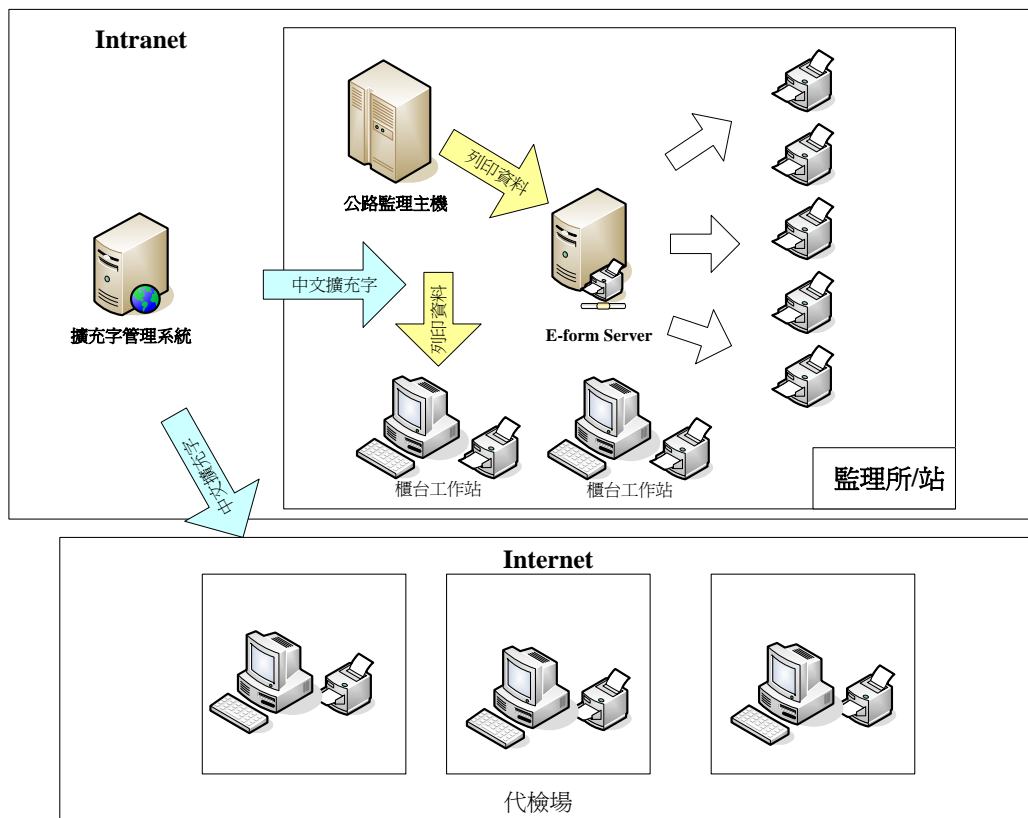 Intranet
公路監理主機
列印資料
中文擴充字
列印資料
擴充字管理系統
E-form Server
櫃台工作站
櫃台工作站
監理所/站
中文擴充字
Internet
代檢場